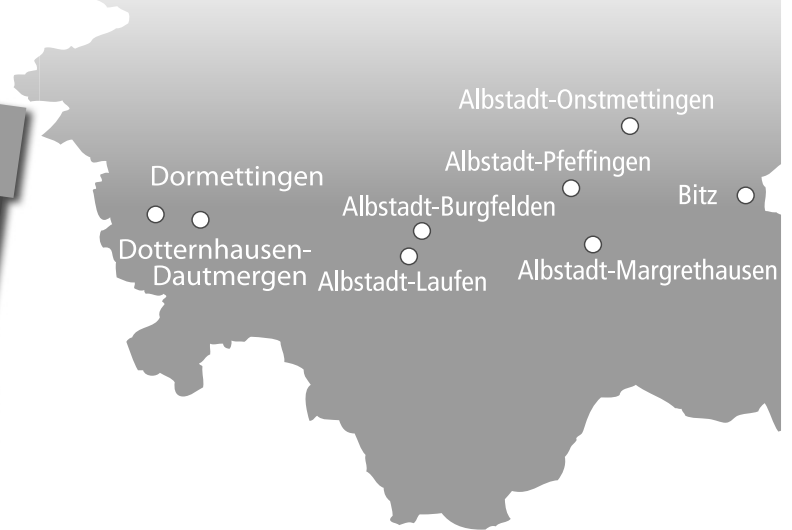 Albstadt-Onstmettingen
Albstadt-Pfeffingen
Dormettingen
Bitz
Albstadt-Burgfelden
Dotternhausen-
Dautmergen
Albstadt-Laufen
Albstadt-Margrethausen